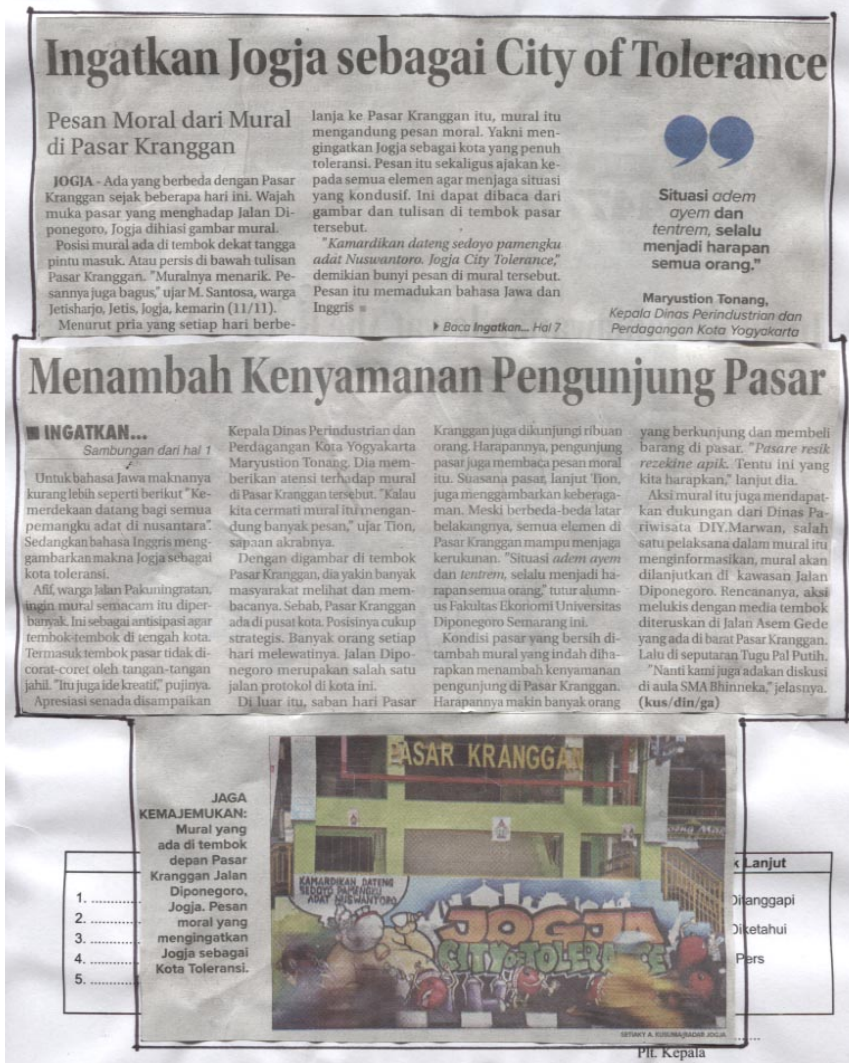 Ingatkan Jogja sebagai City of Tolerance
Pesan Moral dari Mural
di Pasar Kranggan
JOGJA - Ada yang berbeda dengan Pasar
Kranggan sejak beberapa hari ini. Wajah
muka pasar yang menghadap Jalan Di-
ponegoro, Jogja dihiasi gambar mural.
Posisi mural ada di tembok dekat tangga
pintu masuk. Atau persis di bawah tulisan
Pasar Kranggan. "Muralnya menarik. Pe-
sannya juga bagus," ujar M. Santosa, warga
Jetisharjo, Jetis, Jogja, kemarin (11/11).
Menurut pria yang setiap hari berbe-
lanja ke Pasar Kranggan itu, mural itu
mengandung pesan moral. Yakni men-
gingatkan Jogja sebagai kota yang penuh
toleransi. Pesan itu sekaligus ajakan ke-
pada semua elemen agar menjaga situasi
yang kondusif. Ini dapat dibaca dari
gambar dan tulisan di tembok pasar
tersebut.
"Kamardikan dateng sedoyo pamengku
adat Nuswantoro. Jogja City Tolerance,"
demikian bunyi pesan di mural tersebut.
Pesan itu memadukan bahasa Jawa dan
Inggris
Baca Ingatkan... Hal 7
Situasi adem
ayem dan
tentrem, selalu
menjadi harapan
semua orang."
Maryustion Tonang,
Kepala Dinas Perindustrian dan
Perdagangan Kota Yogyakarta
Menambah Kenyamanan Pengunjung Pasar
INGATKAN...
Sambungan dari hal 1
Untuk bahasa Jawa maknanya
kurang lebih seperti berikut "Ke-
merdekaan datang bagi semua
pemangku adat di nusantara".
Sedangkan bahasa Inggris meng-
gambarkan makna Jogja sebagai
kota toleransi.
Afif, warga Jalan Pakuningratan,
ingin mural semacam itu diper-
banyak. Ini sebagai antisipasi agar
tembok-tembok di tengah kota.
Termasuk tembok pasar tidak di-
corat-coret oleh tangan-tangan
jahil. "Itu juga ide kreatif," pujinya.
Apresiasi senada disampaikan
Kepala Dinas Perindustrian dan
Perdagangan Kota Yogyakarta
Maryustiion Tonang. Dia mem-
berikan atensi terhadap mural
di Pasar Kranggan tersebut. "Kalau
kita cermati mural itu mengan-
dung banyak pesan," ujar Tion,
sapaan akrabnya.
Dengan digambar di tembok
Pasar Kranggan, dia yakin banyak
masyarakat melihat dan mem-
bacanya. Sebab, Pasar Kranggan
ada di pusat kota. Posisinya cukup
strategis. Banyak orang setiap
hari melewatinya. Jalan Dipo-
negoro merupakan salah satu
jalan protokol di kota ini.
Di luar itu, saban hari Pasar
Kranggan juga dikunjungi ribuan
orang. Harapannya, pengunjung
pasar juga membaca pesan moral
itu. Suasana pasar, lanjut Tion,
juga menggambarkan keberaga-
man. Meski berbeda-beda latar
belakangnya, semua elemen di
Pasar Kranggan mampu menjaga
kerukunan. "Situasi adem ayem
dan tentrem, selalu menjadi ha-
rapan semua orang," tutur alumn-
us Fakultas Ekonomi Universitas
Diponegoro Semarang ini.
Kondisi pasar yang bersih di-
tambah mural yang indah diha-
rapkan menambah kenyamanan
pengunjung di Pasar Kranggan.
Harapannya makin banyak orang
yang berkunjung dan membeli
barang di pasar. "Pasare resik
rezekine apik. Tentu ini yang
kita harapkan," lanjut dia.
Aksi mural itu juga mendapat-
kan dukungan dari Dinas Pa-
riwisata DIY.Marwan, salah
satu pelaksana dalam mural itu
menginformasikan, mural akan
dilanjutkan di kawasan Jalan
Diponegoro. Rencananya, aksi
melukis dengan media tembok
diteruskan di Jalan Asem Gede
yang ada di barat Pasar Kranggan.
Lalu di seputaran Tugu Pal Putih.
"Nanti kami juga adakan diskusi
di aula SMA Bhinneka," jelasnya.
(kus/din/ga)
JAGA
KEMAJEMUKAN:
Mural yang
ada di tembok
depan Pasar
Kranggan Jalan
Diponegoro,
Jogja. Pesan
moral yang
mengingatkan
Jogja sebagai
Kota Toleransi.
PASAR KRANGGAN
KAMARDIKAN DATENG
SEDOYO PAMENGKU
ADAT NUSWANTORO
JOGJA
CITY OF TOLERANCE
SETIAKY A. KUSUMA/RADAR JOGJA
1. ..............
2. ..............
3. ..............
4. ..............
5. ..............
k Lanjut
Ditanggapi
Diketahui
Pers
Plt. Kepala